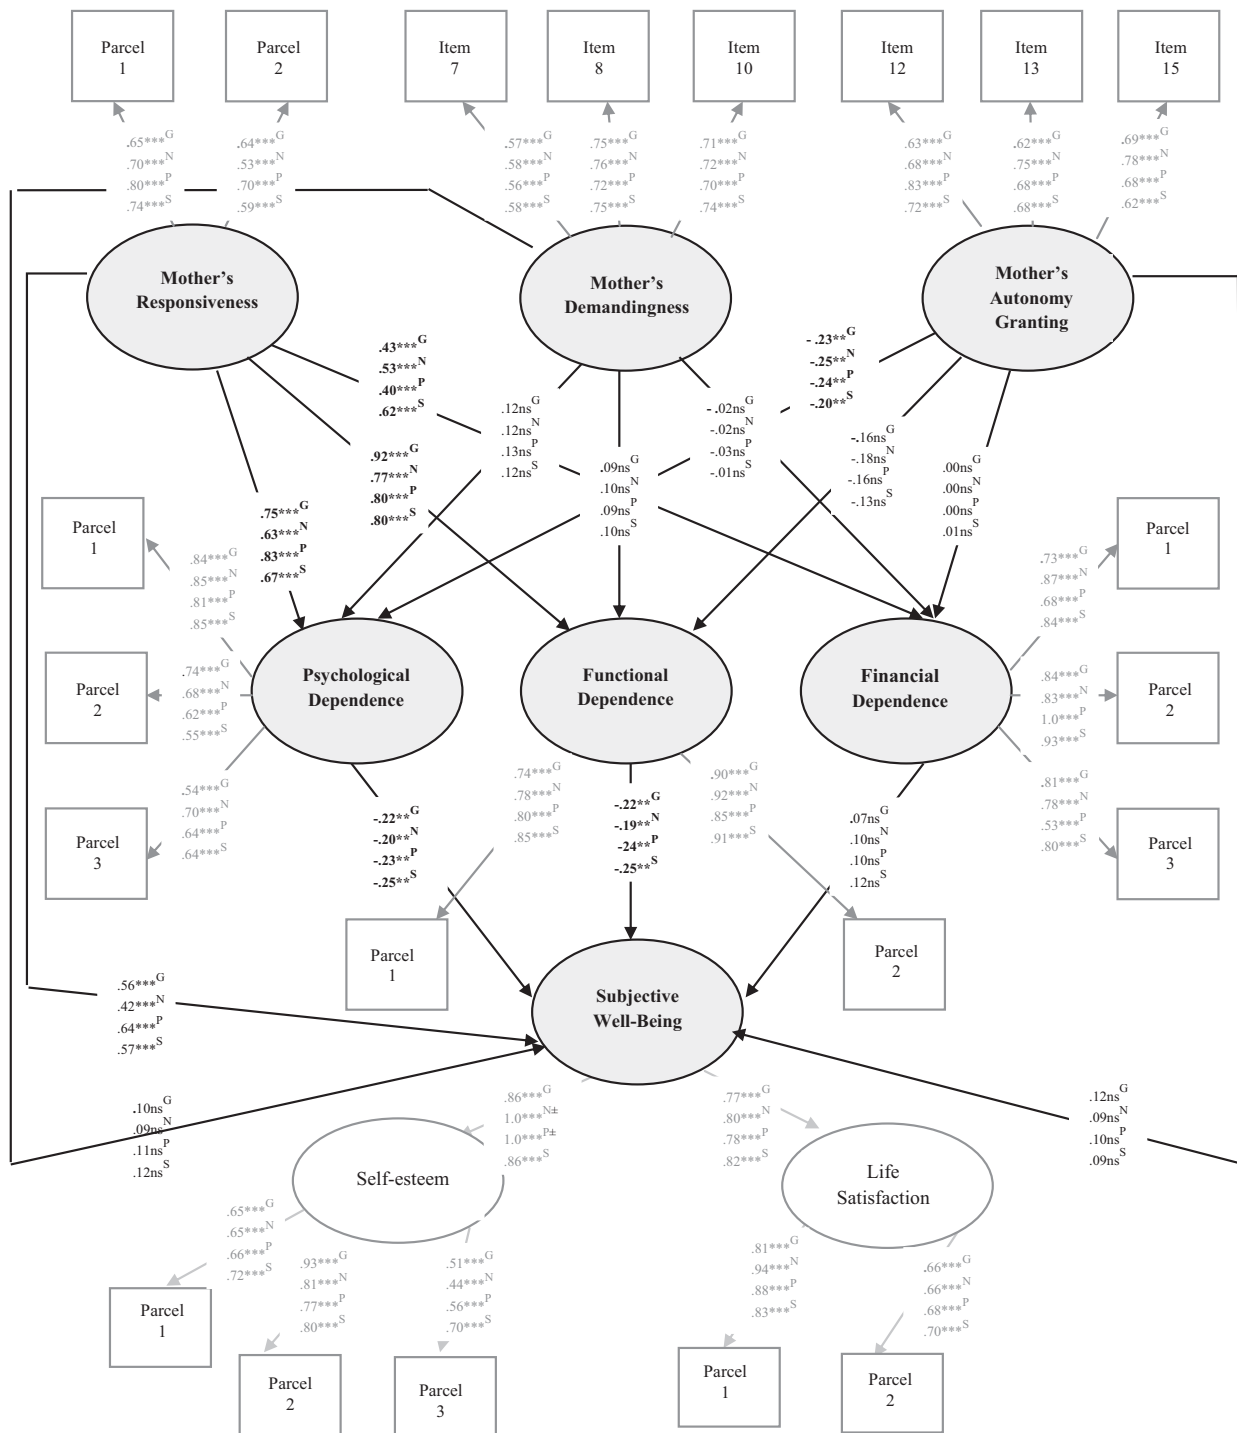 Parcel
1
Parcel
2
Item
7
Item
8
Item
10
Item
12
Item
13
Item
15
.65***G
.70***N
.80***P
.74***S
.64***G
.53***N
.70***P
.59***S
.57***G
.58***N
.56***P
.58***S
.75***G
.76***N
.72***P
.75***S
.71***G
.72***N
.70***P
.74***S
.63***G
.68***N
.83***P
.72***S
.62***G
.75***N
.68***P
.68***S
.69***G
.78***N
.68***P
.62***S
Mother's
Responsiveness
Mother's
Demandingness
Mother's
Autonomy
Granting
.43***G
.53***N
.40***P
.62***S
- .23**G
-.25**N
-.24**P
-.20**S
.12nsG
.12nsN
.13nsP
.12nsS
- .02nsG
-.02nsN
-.03nsP
-.01nsS
.92***G
.77***N
.80***P
.80***S
.09nsG
.10nsN
.09nsP
.10nsS
-.16nsG
-.18nsN
-.16nsP
-.13nsS
.00nsG
.00nsN
.00nsP
.01nsS
.75***G
.63***N
.83***P
.67***S
Parcel
1
.84***G
.85***N
.81***P
.85***S
Parcel
2
.74***G
.68***N
.62***P
.55***S
Parcel
3
.54***G
.70***N
.64***P
.64***S
Psychological
Dependence
Functional
Dependence
Financial
Dependence
.73***G
.87***N
.68***P
.84***S
Parcel
1
.84***G
.83***N
1.0***P
.93***S
Parcel
2
.81***G
.78***N
.53***P
.80***S
Parcel
3
-.22**G
-.20**N
-.23**P
-.25**S
.74***G
.78***N
.80***P
.85***S
-.22**G
-.19**N
-24**P
-.25**S
.90***G
.92***N
.85***P
.91***S
.07nsG
.10nsN
.10nsP
.12nsS
Parcel
1
Parcel
2
Subjective
Well-Being
.56***G
.42***N
.64***P
.57***S
.10nsG
.09nsN
.11nsP
.12nsS
.12nsG
.09nsN
.10nsP
.09nsS
.86***G
1.0***N±
1.0***P±
.86***S
.77***G
.80***N
.78***P
.82***S
Self-esteem
Life
Satisfaction
.65***G
.65***N
.66***P
.72***S
.93***G
.81***N
.77***P
.80***S
.51***G
.44***N
.56***P
.70***S
.81***G
.94***N
.88***P
.83***S
.66***G
.66***N
.68***P
.70***S
Parcel
1
Parcel
2
Parcel
3
Parcel
1
Parcel
2